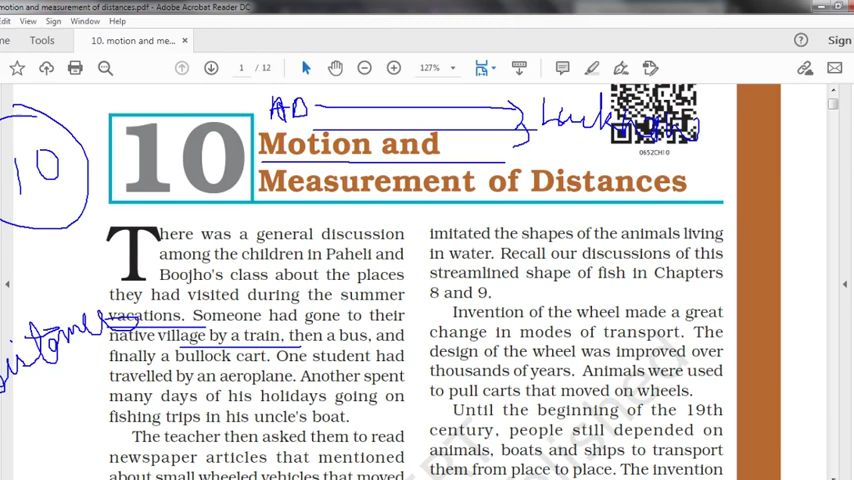 motion and measurement of distances.pdf - Adobe Acrobat Reader DC
Edit View Sign Window Help
me Tools 10. motion and me... × Sign
1 / 12 127%
AD Lucknow
10
10
Motion and
Measurement of Distances
0652CH10
There was a general discussion
among the children in Paheli and
Boojho's class about the places
they had visited during the summer
vacations. Someone had gone to their
native village by a train, then a bus, and
finally a bullock cart. One student had
travelled by an aeroplane. Another spent
many days of his holidays going on
fishing trips in his uncle's boat.
The teacher then asked them to read
newspaper articles that mentioned
about small wheeled vehicles that moved
imitated the shapes of the animals living
in water. Recall our discussions of this
streamlined shape of fish in Chapters
8 and 9.
Invention of the wheel made a great
change in modes of transport. The
design of the wheel was improved over
thousands of years. Animals were used
to pull carts that moved on wheels.
Until the beginning of the 19th
century, people still depended on
animals, boats and ships to transport
them from place to place. The invention